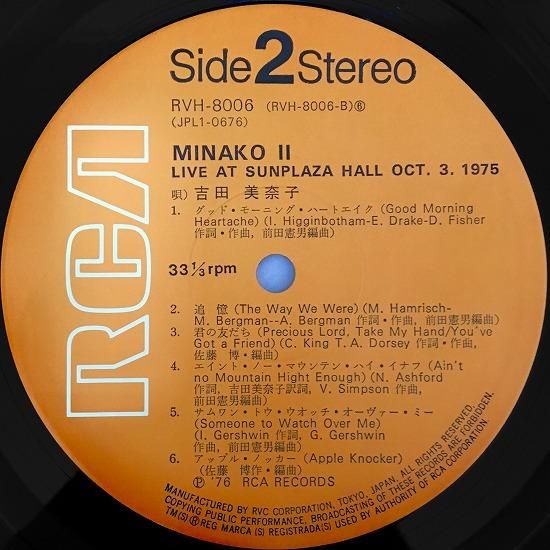 Side 2 Stereo
RVH-8006 (RVH-8006-B)⑥
(JPL1-0676)
MINAKO II
LIVE AT SUNPLAZA HALL OCT. 3. 1975
唄) 吉田 美奈子
1. グッド・モーニング・ハートエイク (Good Morning
Heartache) (I. Higginbotham-E. Drake-D. Fisher
作詞・作曲, 前田憲男編曲)
33 1/3 rpm
RCA
2. 追 憶 (The Way We Were) (M. Hamrisch-
M. Bergman--A. Bergman 作詞・作曲, 前田憲男編曲)
3. 君の友だち (Precious Lord, Take My Hand/You've
Got a Friend) (C. King T. A. Dorsey 作詞・作曲,
佐藤 博・編曲)
4. エイント・ノー・マウンテン・ハイ・イナフ (Ain't
no Mountain Hight Enough) (N. Ashford
作詞, 吉田美奈子訳詞, V. Simpson 作曲,
前田憲男編曲)
5. サムワン・トウ・ウオッチ・オーヴァー・ミー
(Someone to Watch Over Me)
(I. Gershwin 作詞, G. Gershwin
作曲, 前田憲男編曲)
6. アップル・ノッカー (Apple Knocker)
(佐藤 博作・編曲)
Ⓟ '76 RCA RECORDS
MANUFACTURED BY RVC CORPORATION, TOKYO, JAPAN. ALL RIGHTS RESERVED.
COPYING PUBLIC PERFORMANCE, BROADCASTING OF THESE RECORDS ARE FORBIDDEN.
TM(S)® REG MARCA (S) REGISTRADA(S) USED BY AUTHORITY OF RCA CORPORATION